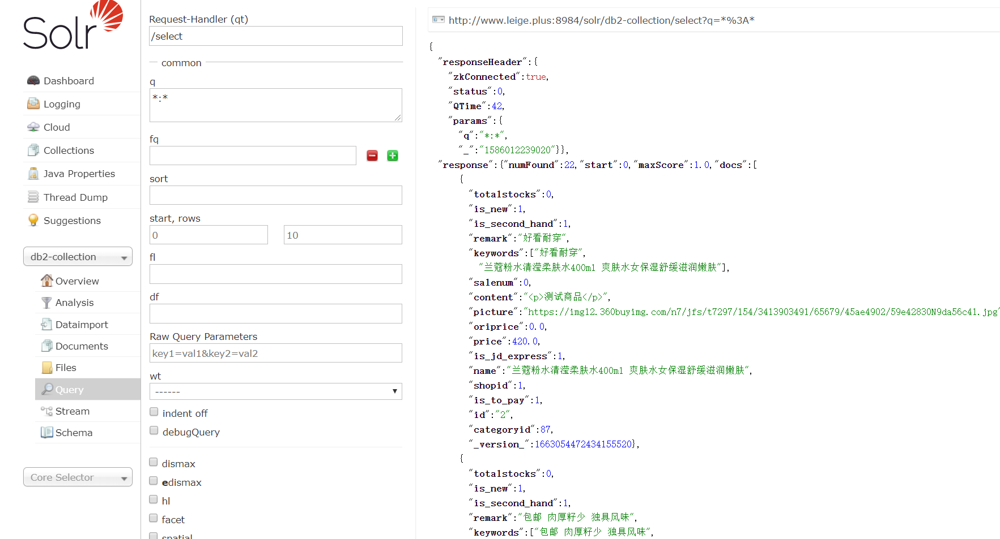 Solr
Dashboard
Logging
Cloud
Collections
Java Properties
Thread Dump
Suggestions
db2-collection
Overview
Analysis
Dataimport
Documents
Files
Query
Stream
Schema
Core Selector
Request-Handler (qt)
/select
common
q
*:*
fq
sort
start, rows
0
10
fl
df
Raw Query Parameters
key1=val1&key2=val2
wt
------
indent off
debugQuery
dismax
edismax
hl
facet
spatial
http://www.leige.plus:8984/solr/db2-collection/select?q=*%3A*
{
"responseHeader":{
"zkConnected":true,
"status":0,
"QTime":42,
"params":{
"q":"*:*",
"_":"1586012239020"}},
"response":{"numFound":22,"start":0,"maxScore":1.0,"docs":[
{
"totalstocks":0,
"is_new":1,
"is_second_hand":1,
"remark":"好看耐穿",
"keywords":["好看耐穿",
"兰蔻粉水清滢柔肤水400ml 爽肤水女保湿舒缓滋润嫩肤"],
"salenum":0,
"content":"<p>测试商品</p>",
"picture":"https://img12.360buyimg.com/n7/jfs/t7297/154/3413903491/65679/45ae4902/59e42830N9da56c41.jpg"
"oriprice":0.0,
"price":420.0,
"is_jd_express":1,
"name":"兰蔻粉水清滢柔肤水400ml 爽肤水女保湿舒缓滋润嫩肤",
"shopid":1,
"is_to_pay":1,
"id":"2",
"categoryid":87,
"_version_":1663054472434155520},
{
"totalstocks":0,
"is_new":1,
"is_second_hand":1,
"remark":"包邮 肉厚籽少 独具风味",
"keywords":["包邮 肉厚籽少 独具风味",